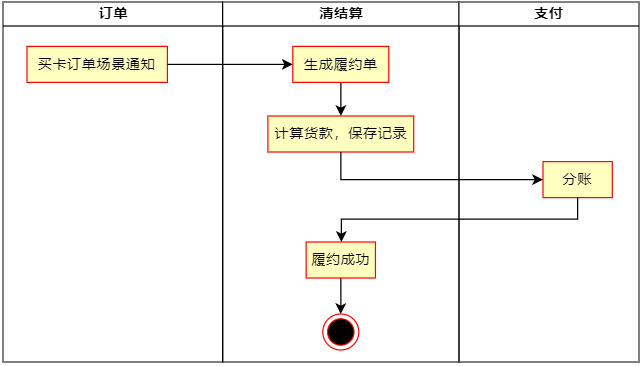 订单
清结算
支付
买卡订单场景通知
生成履约单
计算货款，保存记录
分账
履约成功